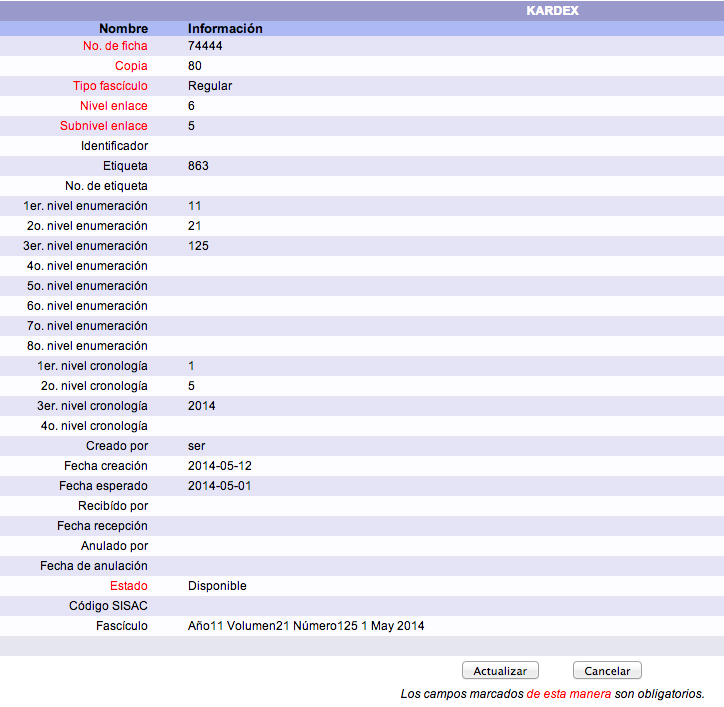 KARDEX
Nombre Información
No. de ficha 74444
Copia 80
Tipo fascículo Regular
Nivel enlace 6
Subnivel enlace 5
Identificador
Etiqueta 863
No. de etiqueta
1er. nivel enumeración 11
2o. nivel enumeración 21
3er. nivel enumeración 125
4o. nivel enumeración
5o. nivel enumeración
6o. nivel enumeración
7o. nivel enumeración
8o. nivel enumeración
1er. nivel cronología 1
2o. nivel cronología 5
3er. nivel cronología 2014
4o. nivel cronología
Creado por ser
Fecha creación 2014-05-12
Fecha esperado 2014-05-01
Recibído por
Fecha recepción
Anulado por
Fecha de anulación
Estado Disponible
Código SISAC
Fascículo Año11 Volumen21 Número125 1 May 2014
Actualizar Cancelar
Los campos marcados de esta manera son obligatorios.